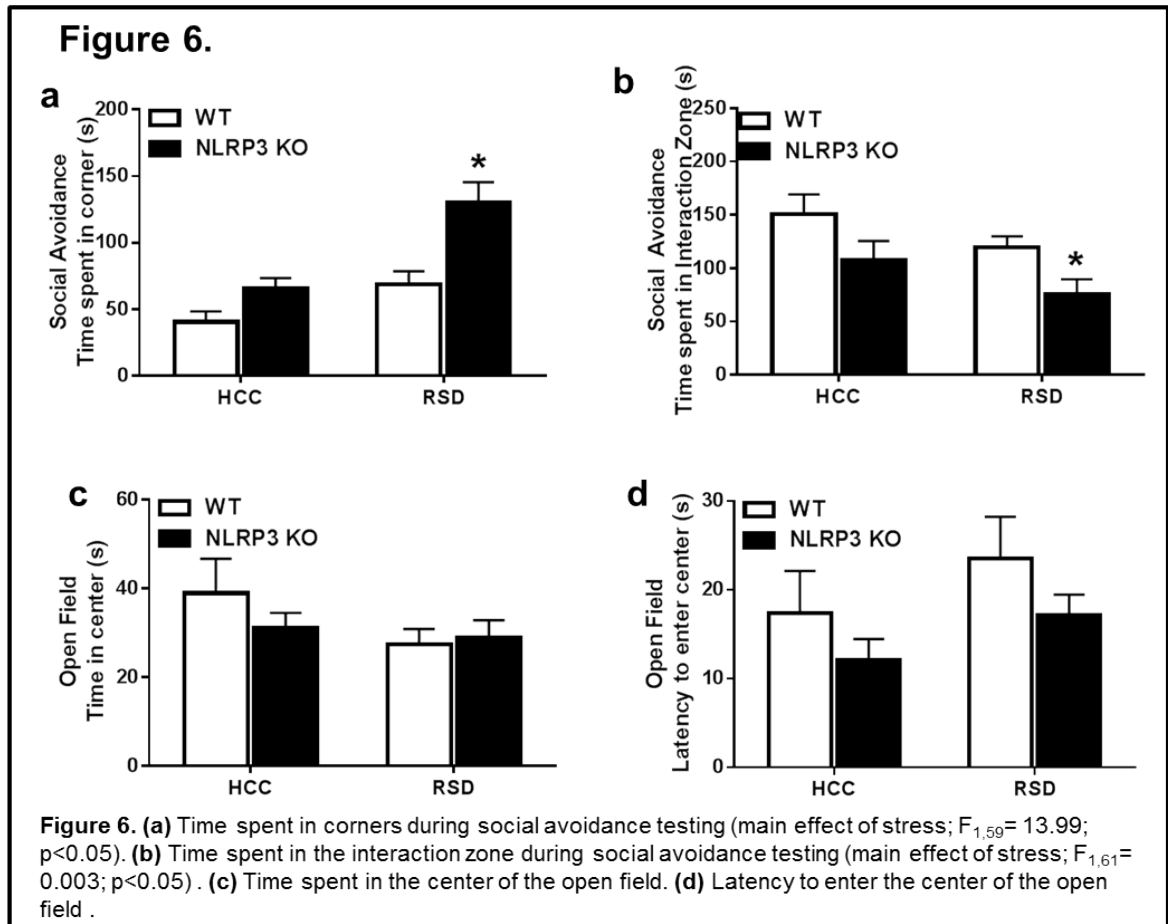 Figure 6.
a
200
150
100
50
0
Social Avoidance
Time spent in corner (s)
WT
NLRP3 KO
*
HCC
RSD
b
250
200
150
100
50
0
Social Avoidance
Time spent in Interaction Zone (s)
WT
NLRP3 KO
*
HCC
RSD
c
60
40
20
0
Open Field
Time in center (s)
WT
NLRP3 KO
HCC
RSD
d
30
20
10
0
Open Field
Latency to enter center (s)
WT
NLRP3 KO
HCC
RSD
Figure 6. (a) Time spent in corners during social avoidance testing (main effect of stress; F1,59= 13.99;
p<0.05). (b) Time spent in the interaction zone during social avoidance testing (main effect of stress; F1,61=
0.003; p<0.05) . (c) Time spent in the center of the open field. (d) Latency to enter the center of the open
field .